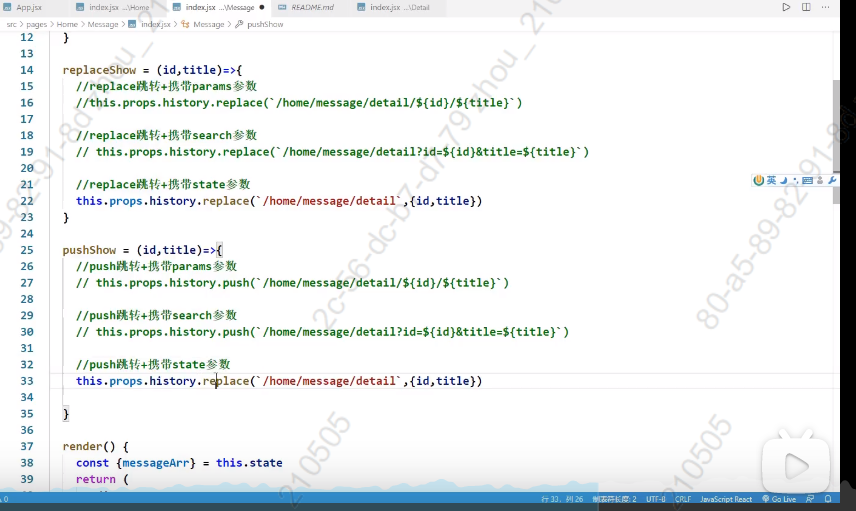 App.jsx index.jsx ...\Home index.jsx ...\Message README.md index.jsx ...\Detail
src > pages > Home > Message > index.jsx > Message > pushShow
12 }
13
14 replaceShow = (id,title)=>{
15 //replace跳转+携带params参数
16 //this.props.history.replace(`/home/message/detail/${id}/${title}`)
17
18 //replace跳转+携带search参数
19 // this.props.history.replace(`/home/message/detail?id=${id}&title=${title}`)
20
21 //replace跳转+携带state参数
22 this.props.history.replace(`/home/message/detail`,{id,title})
23 }
24
25 pushShow = (id,title)=>{
26 //push跳转+携带params参数
27 // this.props.history.push(`/home/message/detail/${id}/${title}`)
28
29 //push跳转+携带search参数
30 // this.props.history.push(`/home/message/detail?id=${id}&title=${title}`)
31
32 //push跳转+携带state参数
33 this.props.history.replace(`/home/message/detail`,{id,title})
34
35 }
36
37 render() {
38 const {messageArr} = this.state
39 return (
英
行 33，列 26 制表符长度: 2 UTF-8 CRLF JavaScript React Go Live
210505
210505